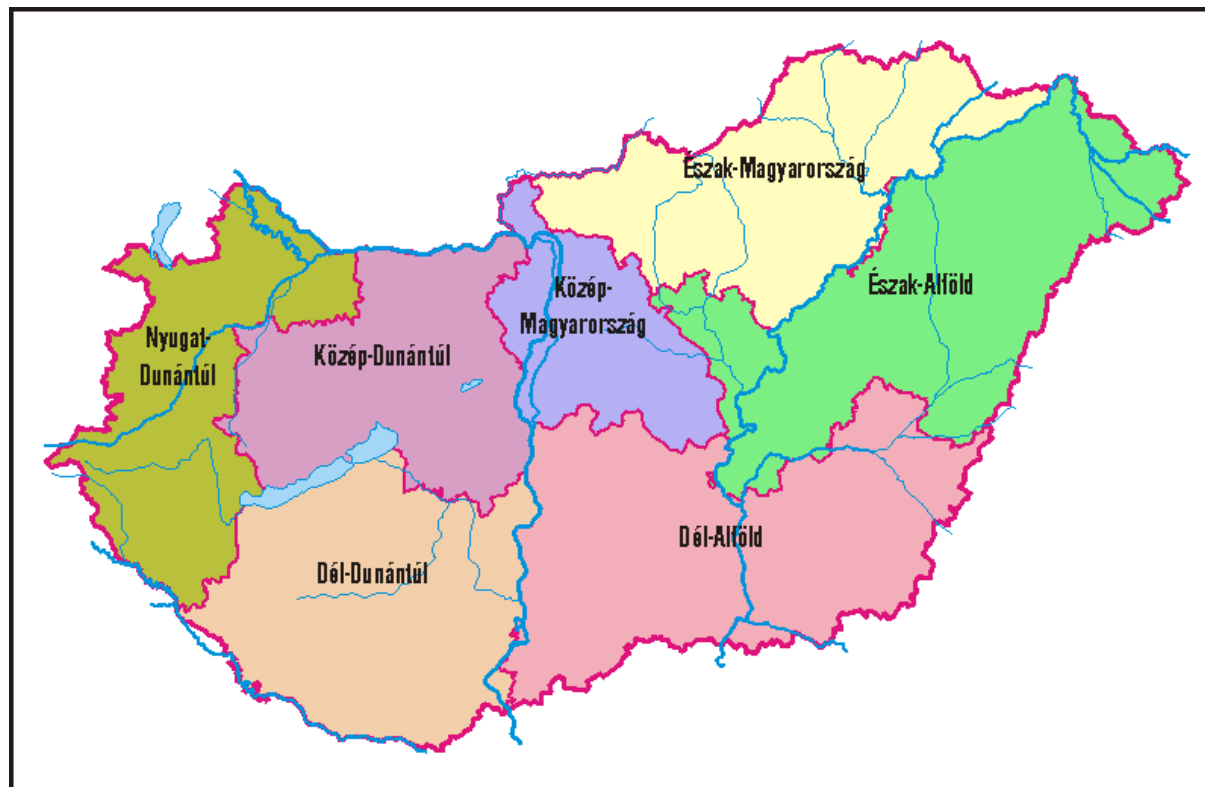 Észak-Magyarország
Észak-Alföld
Közép-
Magyarország
Nyugat-
Dunántúl
Közép-Dunántúl
Dél-Alföld
Dél-Dunántúl